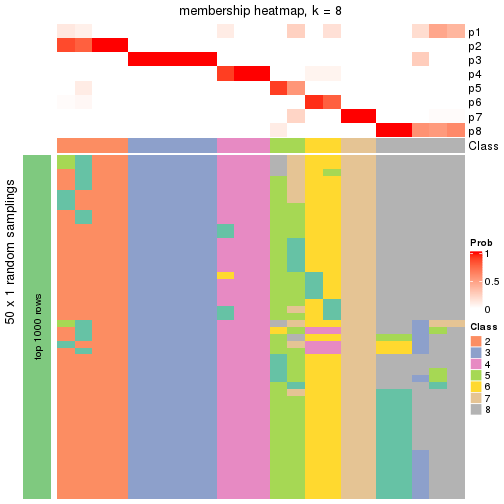 membership heatmap, k = 8
p1
p2
p3
p4
p5
p6
p7
p8
Class
50 x 1 random samplings
top 1000 rows
Prob
1
0.5
0
Class
2
3
4
5
6
7
8